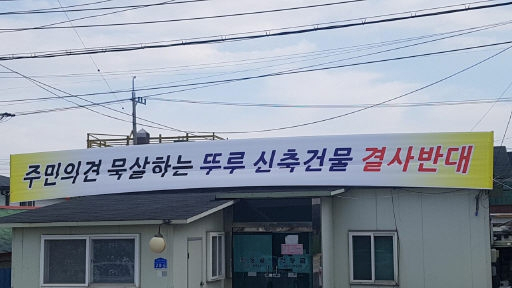 주민의견 묵살하는 뚜루 신축건물 결사반대